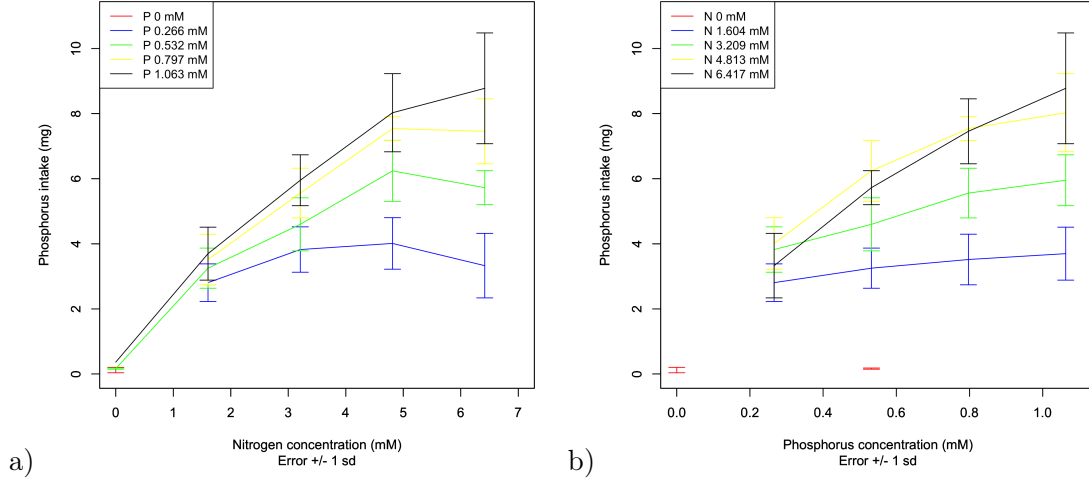 P 0 mM
P 0.266 mM
P 0.532 mM
P 0.797 mM
P 1.063 mM
Phosphorus intake (mg)
10
8
6
4
2
0
0 1 2 3 4 5 6 7
Nitrogen concentration (mM)
Error +/- 1 sd
a)
N 0 mM
N 1.604 mM
N 3.209 mM
N 4.813 mM
N 6.417 mM
Phosphorus intake (mg)
10
8
6
4
2
0
0.0 0.2 0.4 0.6 0.8 1.0
Phosphorus concentration (mM)
Error +/- 1 sd
b)